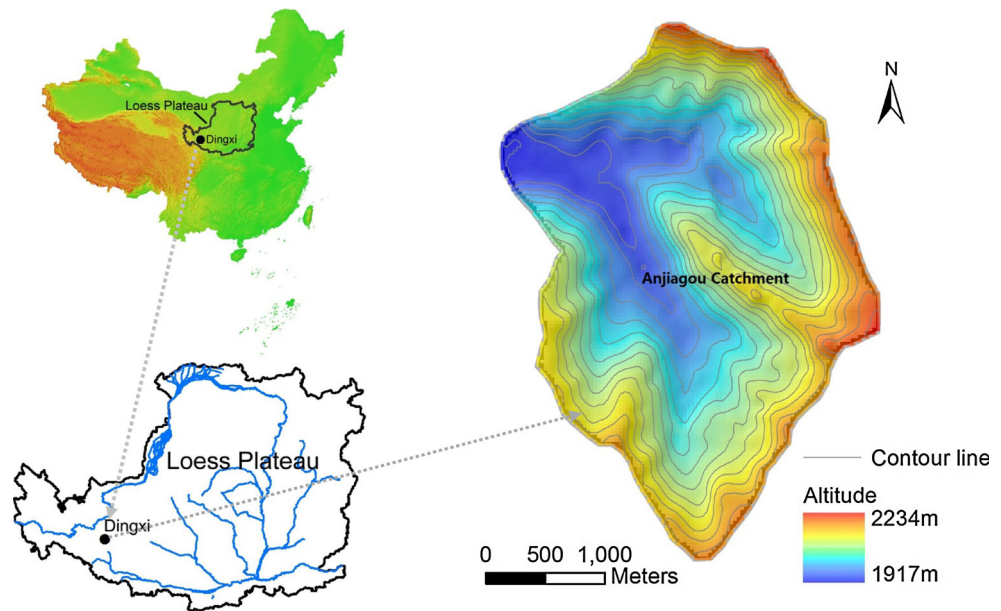 Loess Plateau
Dingxi
Loess Plateau
Dingxi
N
Anjiagou Catchment
Contour line
Altitude
2234m
1917m
0 500 1,000
Meters